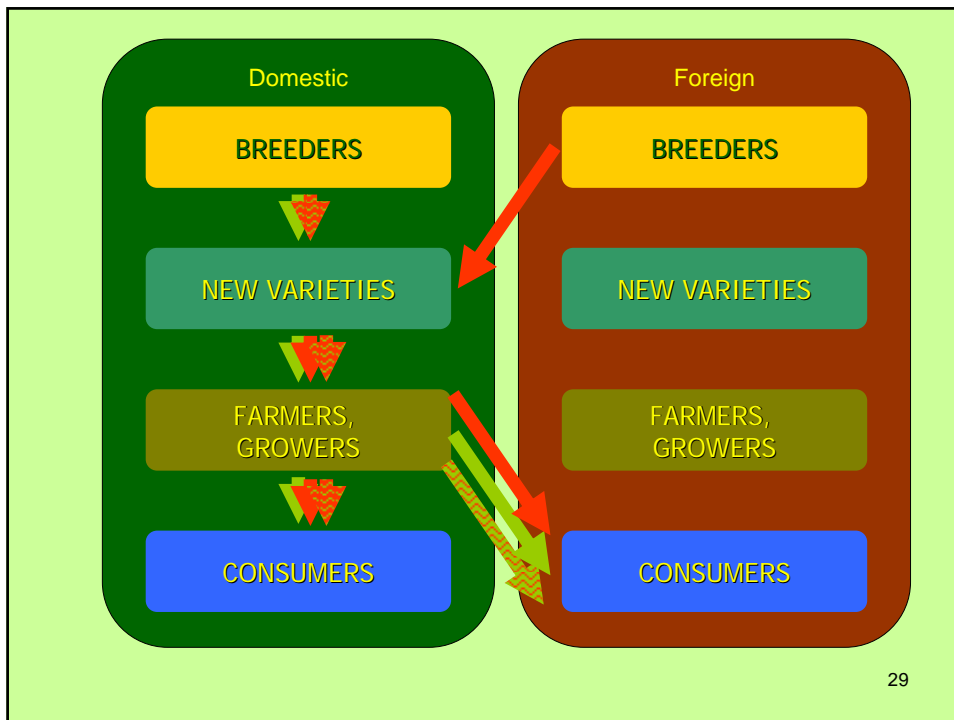 Domestic
BREEDERS
NEW VARIETIES
FARMERS,
GROWERS
CONSUMERS
Foreign
BREEDERS
NEW VARIETIES
FARMERS,
GROWERS
CONSUMERS
29